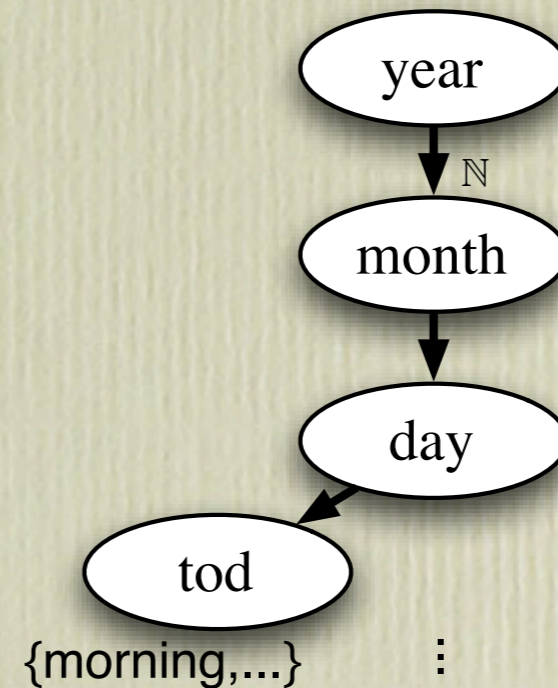 year
ℕ
month
day
tod
{morning,...} ⋮